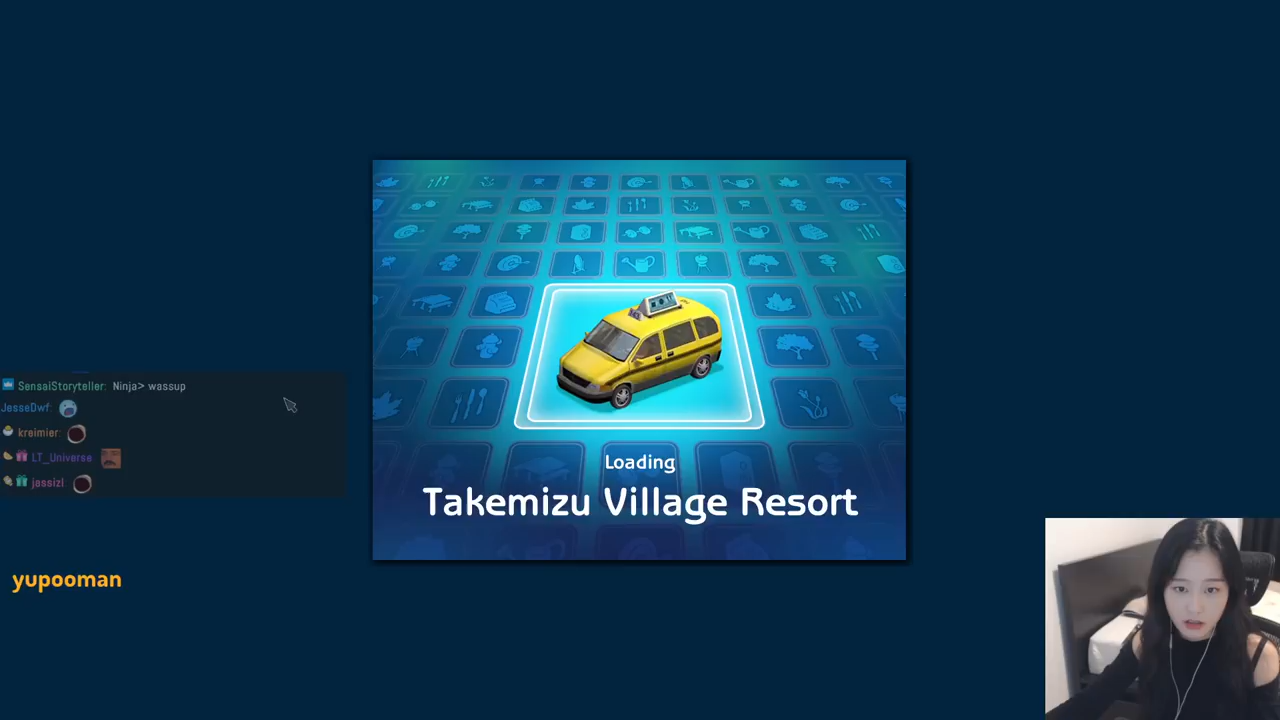 SensaiStoryteller: Ninja> wassup
JesseDwf:
kreimier:
LT_Universe
jassizl:
yupooman
Loading
Takemizu Village Resort